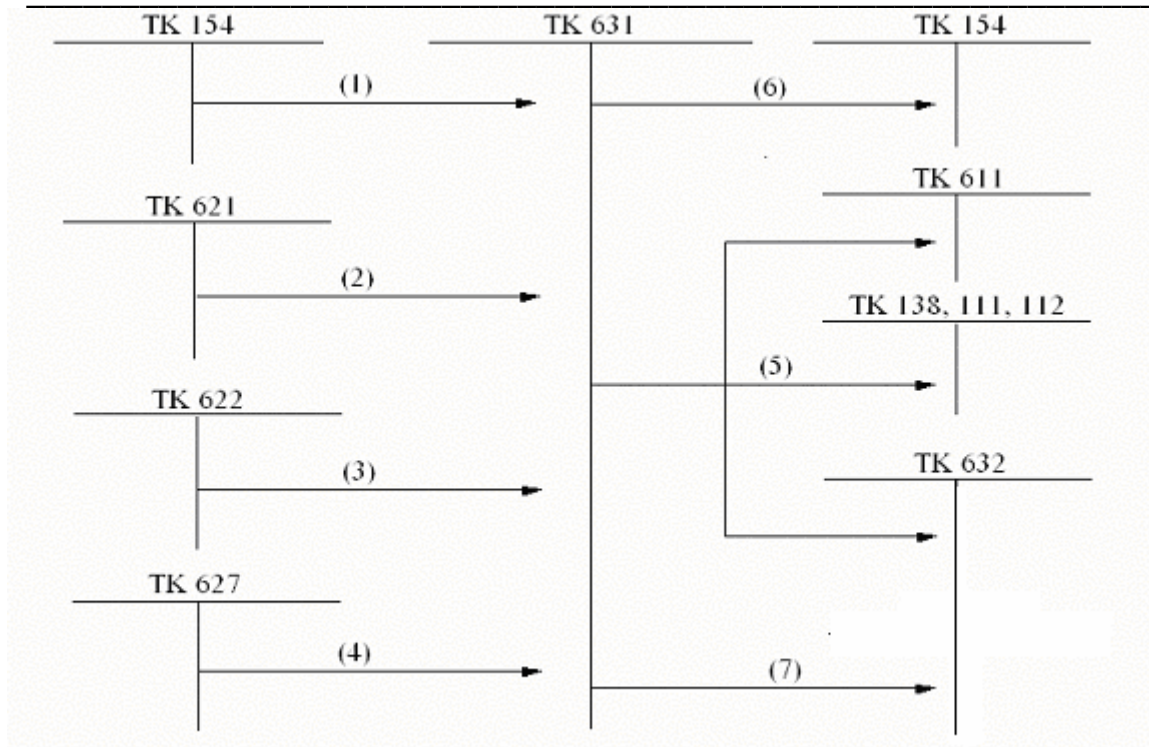 TK 154 TK 631 TK 154
(1) (6)
TK 611
TK 621
(2)
TK 138, 111, 112
(5)
TK 622
TK 632
(3)
TK 627
(4)
(7)